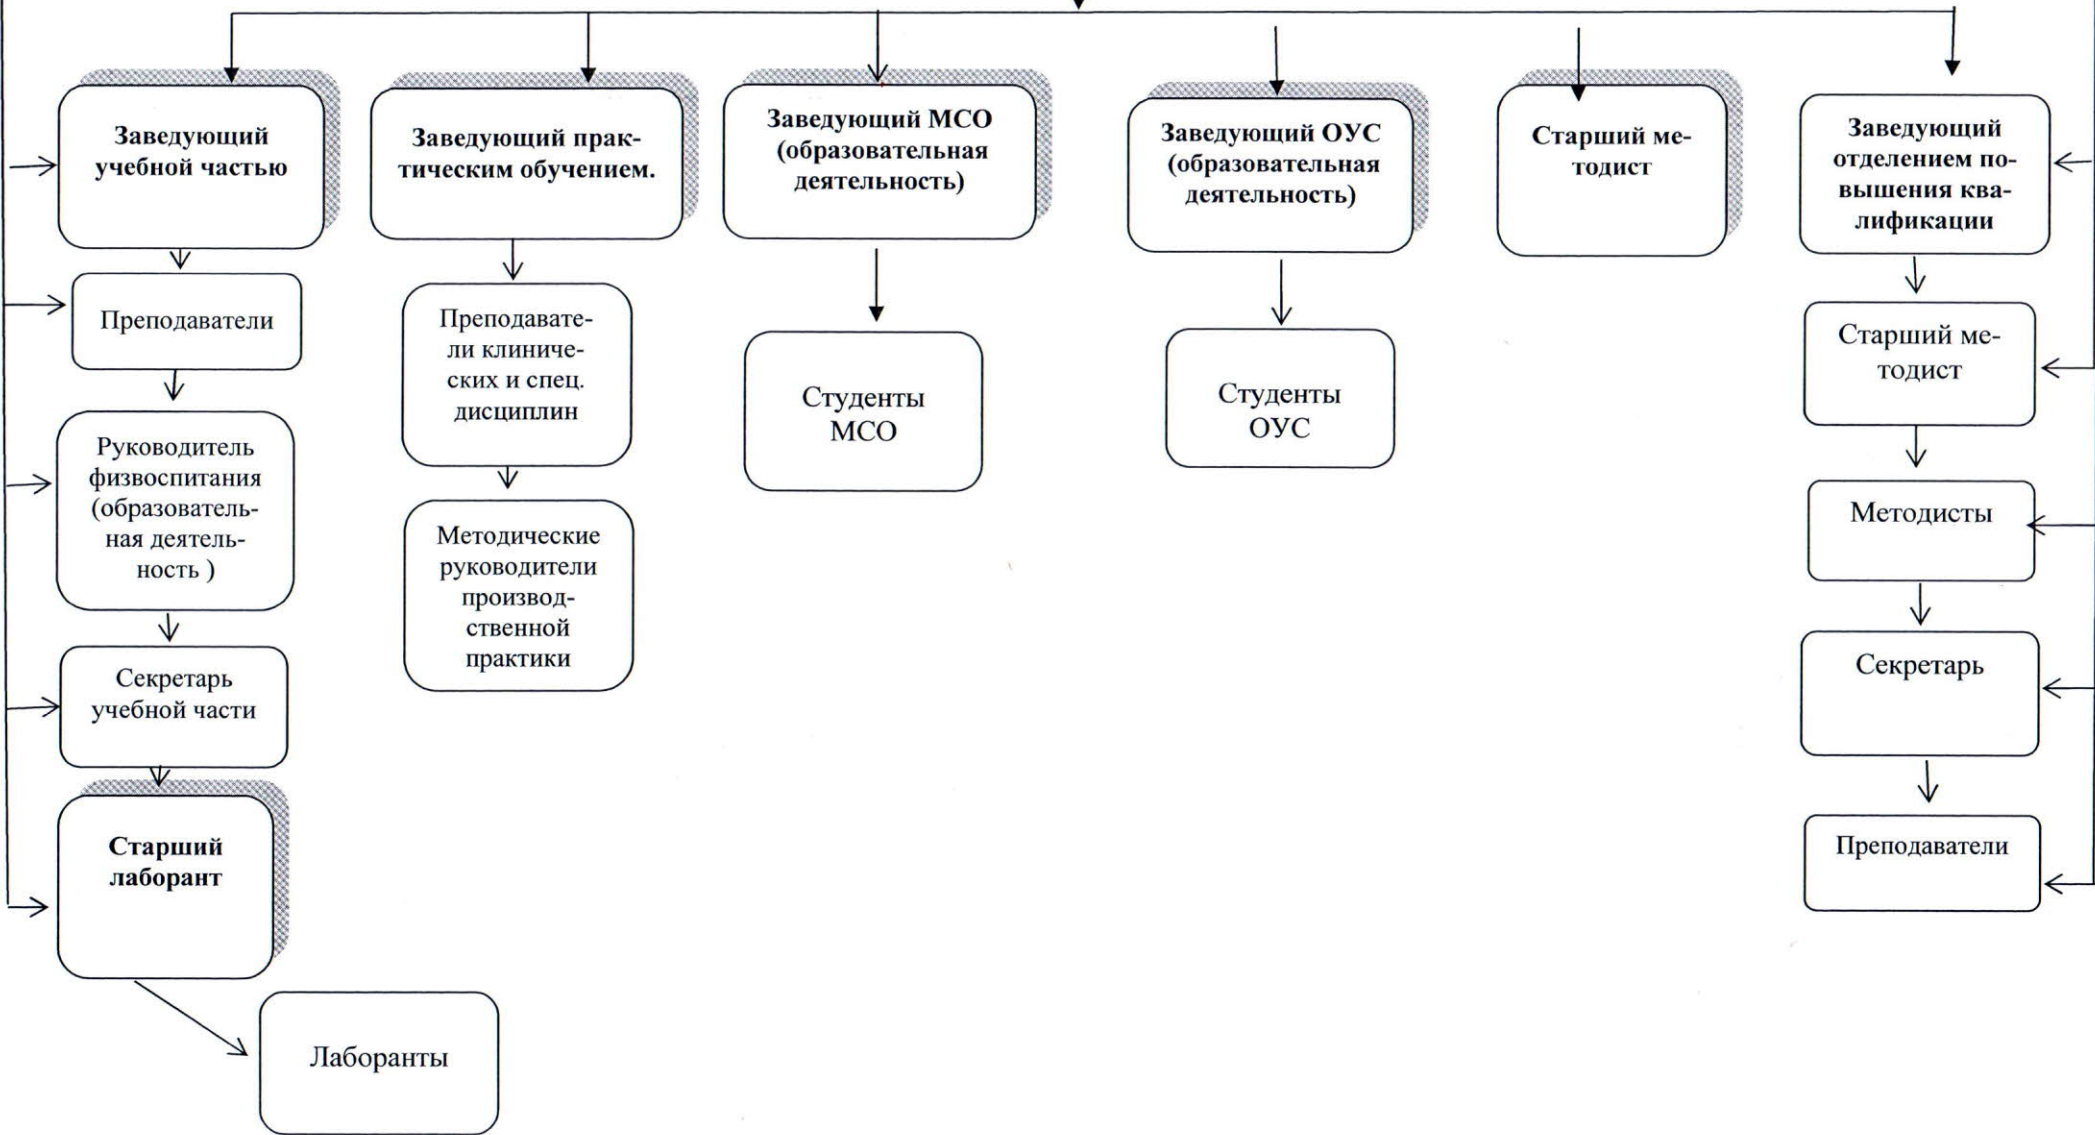 Заведующий
учебной частью
Преподаватели
Руководитель
физвоспитания
(образователь-
ная деятель-
ность )
Секретарь
учебной части
Старший
лаборант
Лаборанты
Заведующий прак-
тическим обучением.
Преподавате-
ли клиниче-
ских и спец.
дисциплин
Методические
руководители
производ-
ственной
практики
Заведующий МСО
(образовательная
деятельность)
Студенты
МСО
Заведующий ОУС
(образовательная
деятельность)
Студенты
ОУС
Старший ме-
тодист
Заведующий
отделением по-
вышения ква-
лификации
Старший ме-
тодист
Методисты
Секретарь
Преподаватели